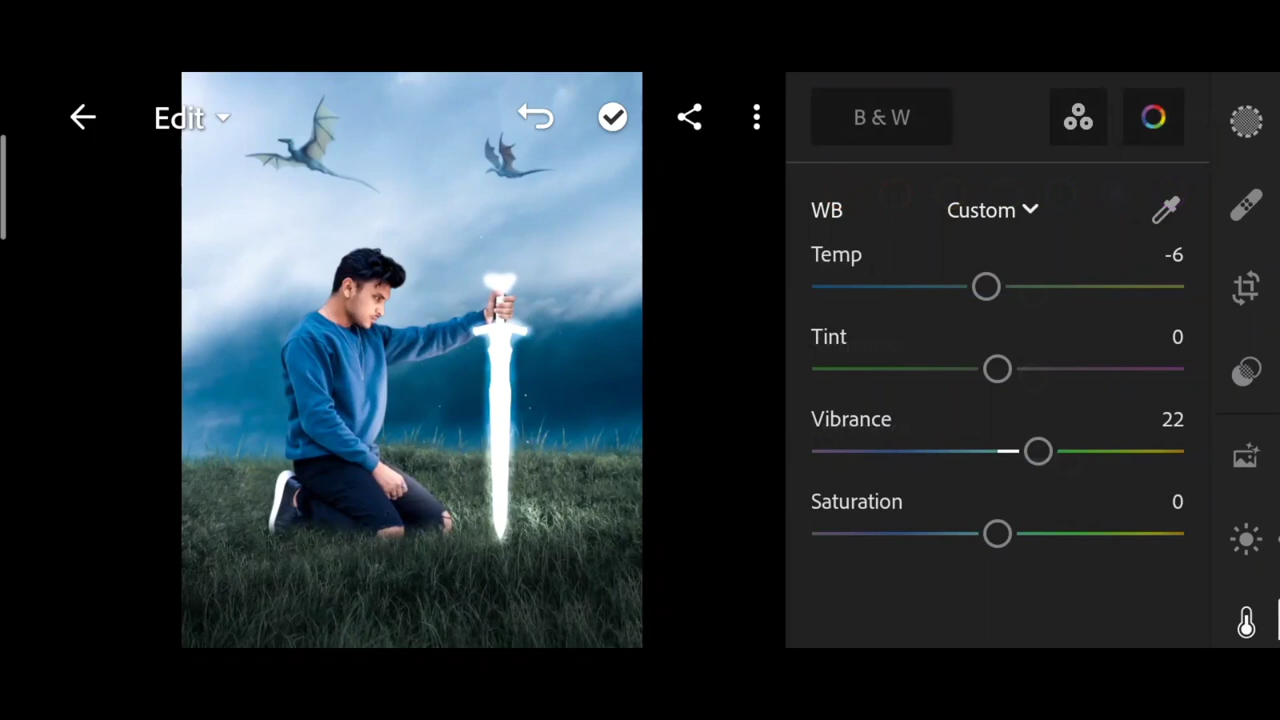 Edit
B & W
WB Custom
Temp -6
Tint 0
Vibrance 22
Saturation 0